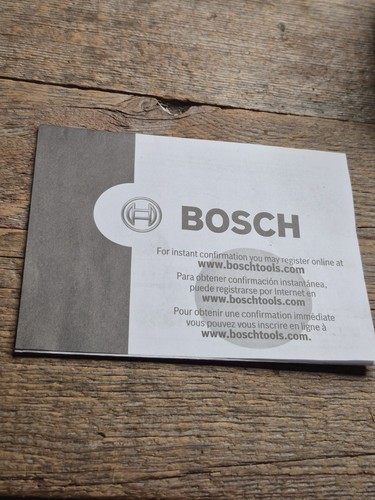 BOSCH
For instant confirmation you may register online at
www.boschtools.com
Para obtener confirmación instantánea,
puede registrarse por Internet en
www.boschtools.com
Pour obtenir une confirmation immédiate
vous pouvez vous inscrire en ligne à
www.boschtools.com.